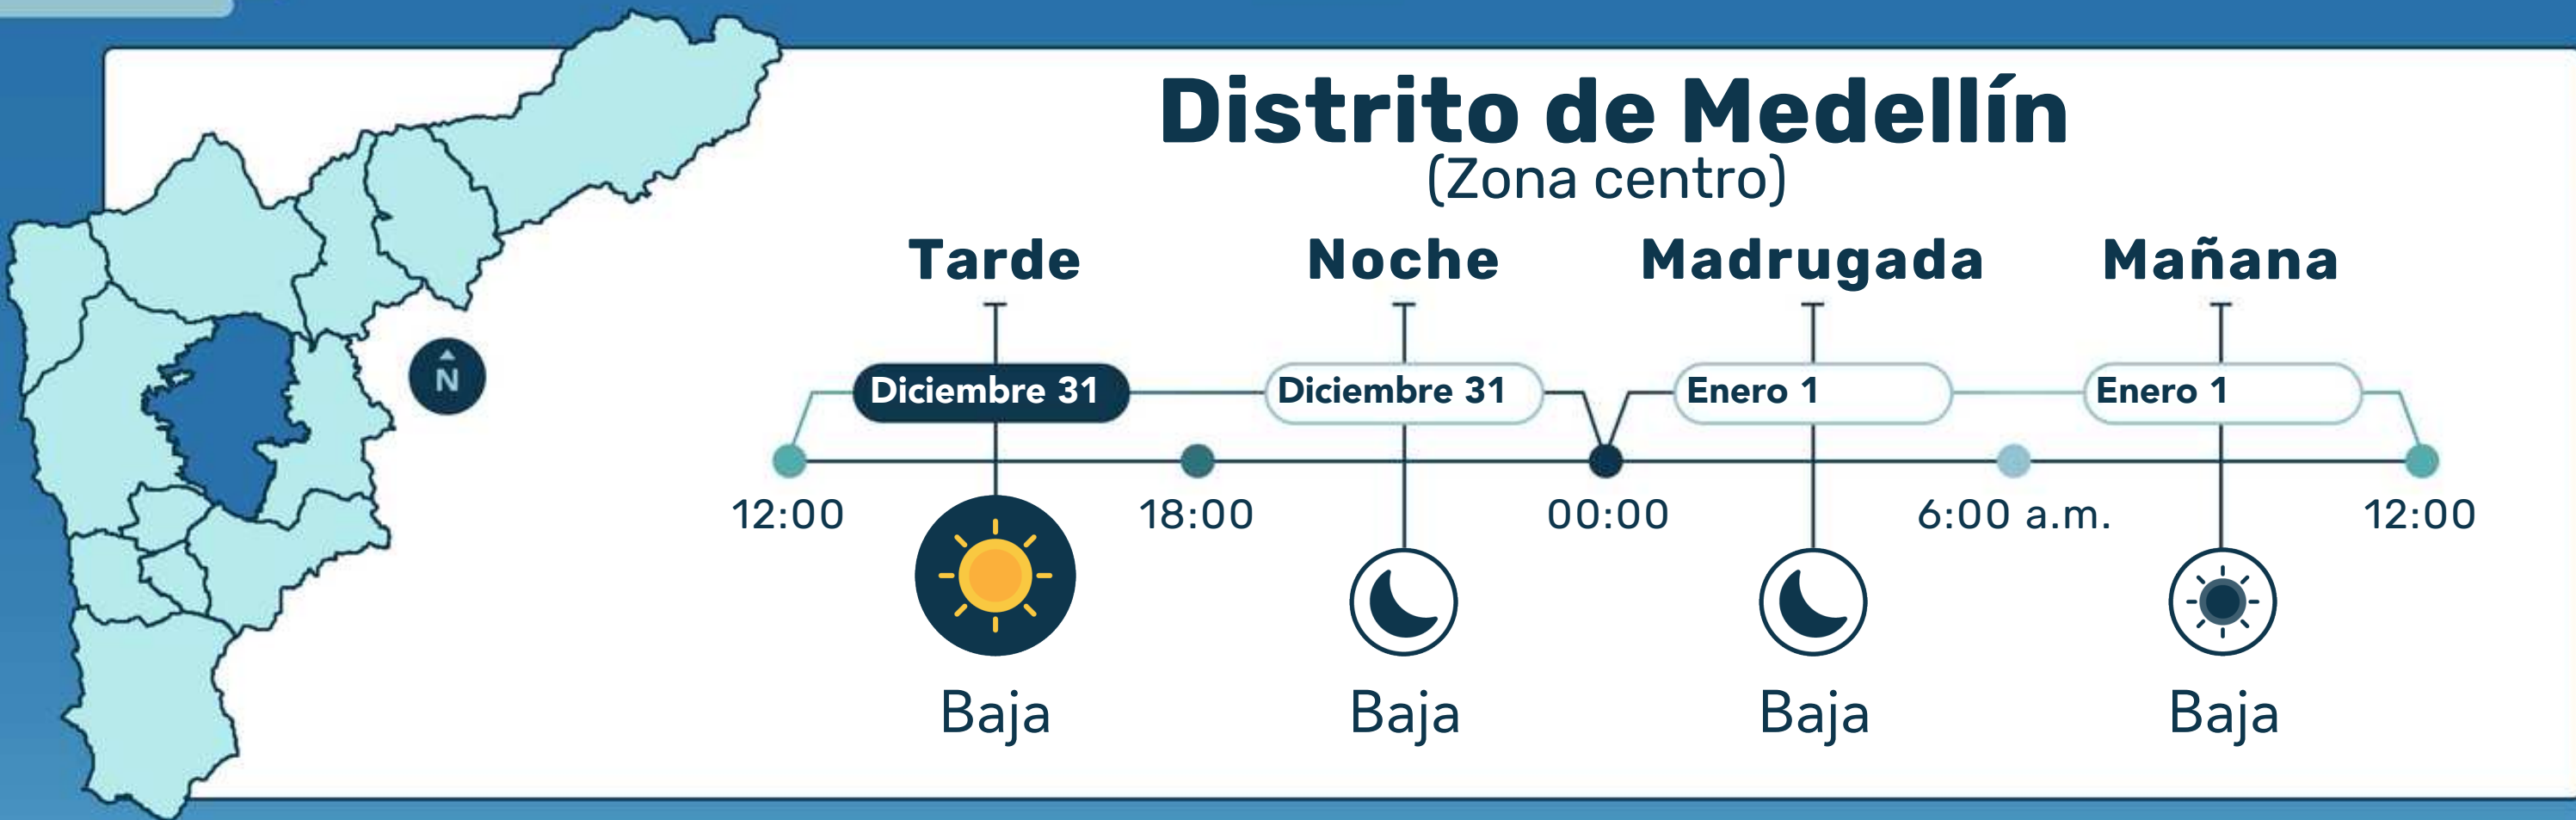 Distrito de Medellín
(Zona centro)
Tarde Noche Madrugada Mañana
N
Diciembre 31 Diciembre 31 Enero 1 Enero 1
12:00 18:00 00:00 6:00 a.m. 12:00
Baja Baja Baja Baja